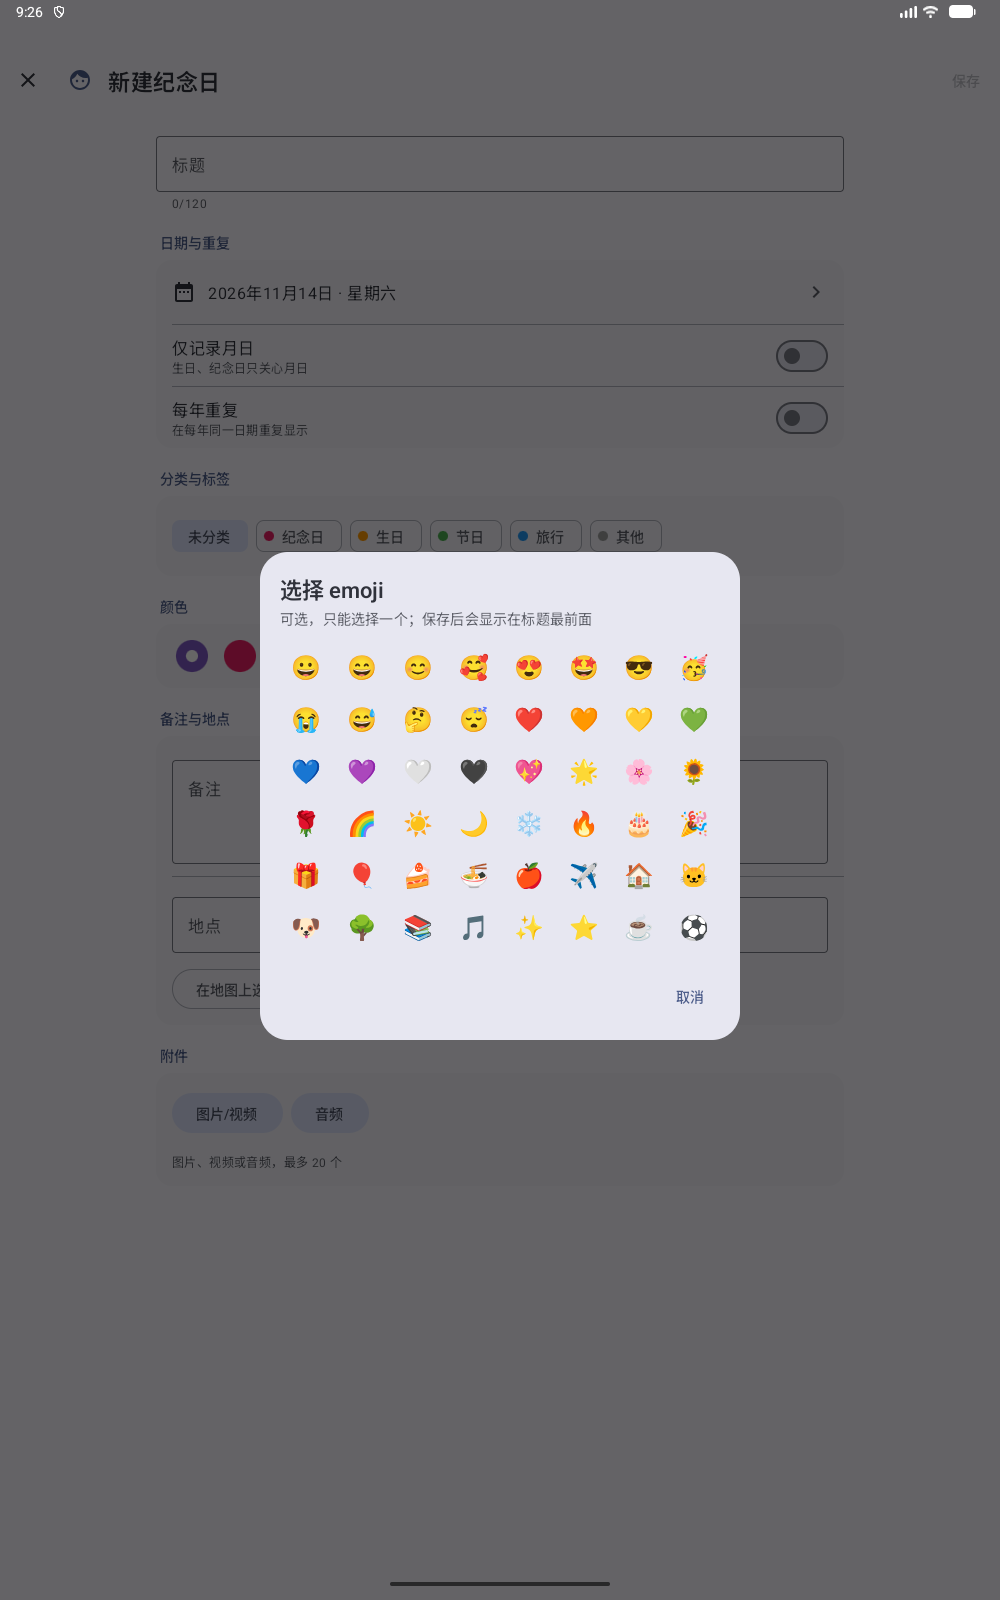 9:26
新建纪念日
保存
标题
0/120
日期与重复
2026年11月14日 · 星期六
仅记录月日
生日、纪念日只关心月日
每年重复
在每年同一日期重复显示
分类与标签
未分类 纪念日 生日 节日 旅行 其他
选择 emoji
可选，只能选择一个；保存后会显示在标题最前面
颜色
备注与地点
备注
地点
在地图上选
取消
附件
图片/视频 音频
图片、视频或音频，最多 20 个